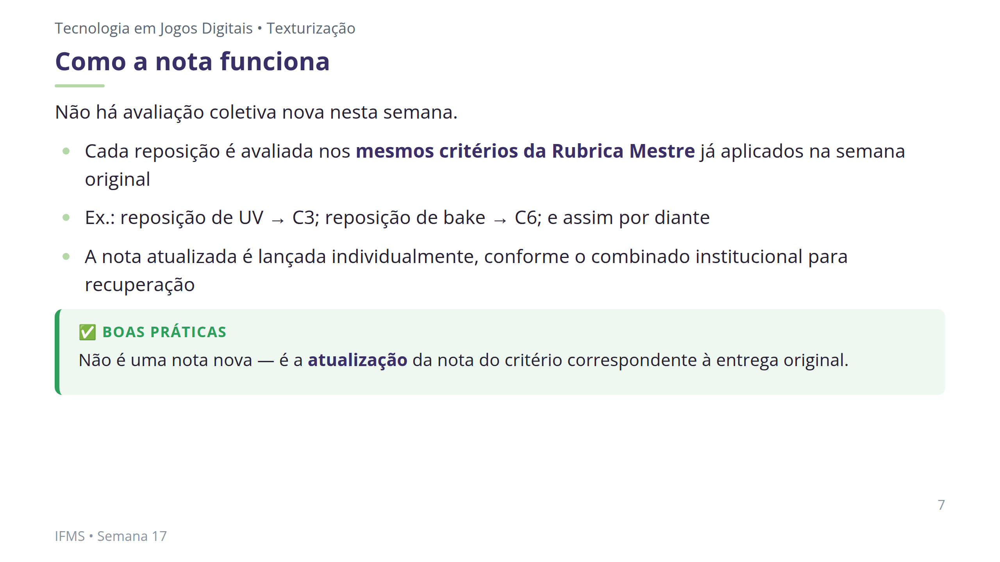 Tecnologia em Jogos Digitais • Texturização
Como a nota funciona
Não há avaliação coletiva nova nesta semana.
• Cada reposição é avaliada nos mesmos critérios da Rubrica Mestre já aplicados na semana
original
• Ex.: reposição de UV → C3; reposição de bake → C6; e assim por diante
• A nota atualizada é lançada individualmente, conforme o combinado institucional para
recuperação
✅ BOAS PRÁTICAS
Não é uma nota nova — é a atualização da nota do critério correspondente à entrega original.
7
IFMS • Semana 17